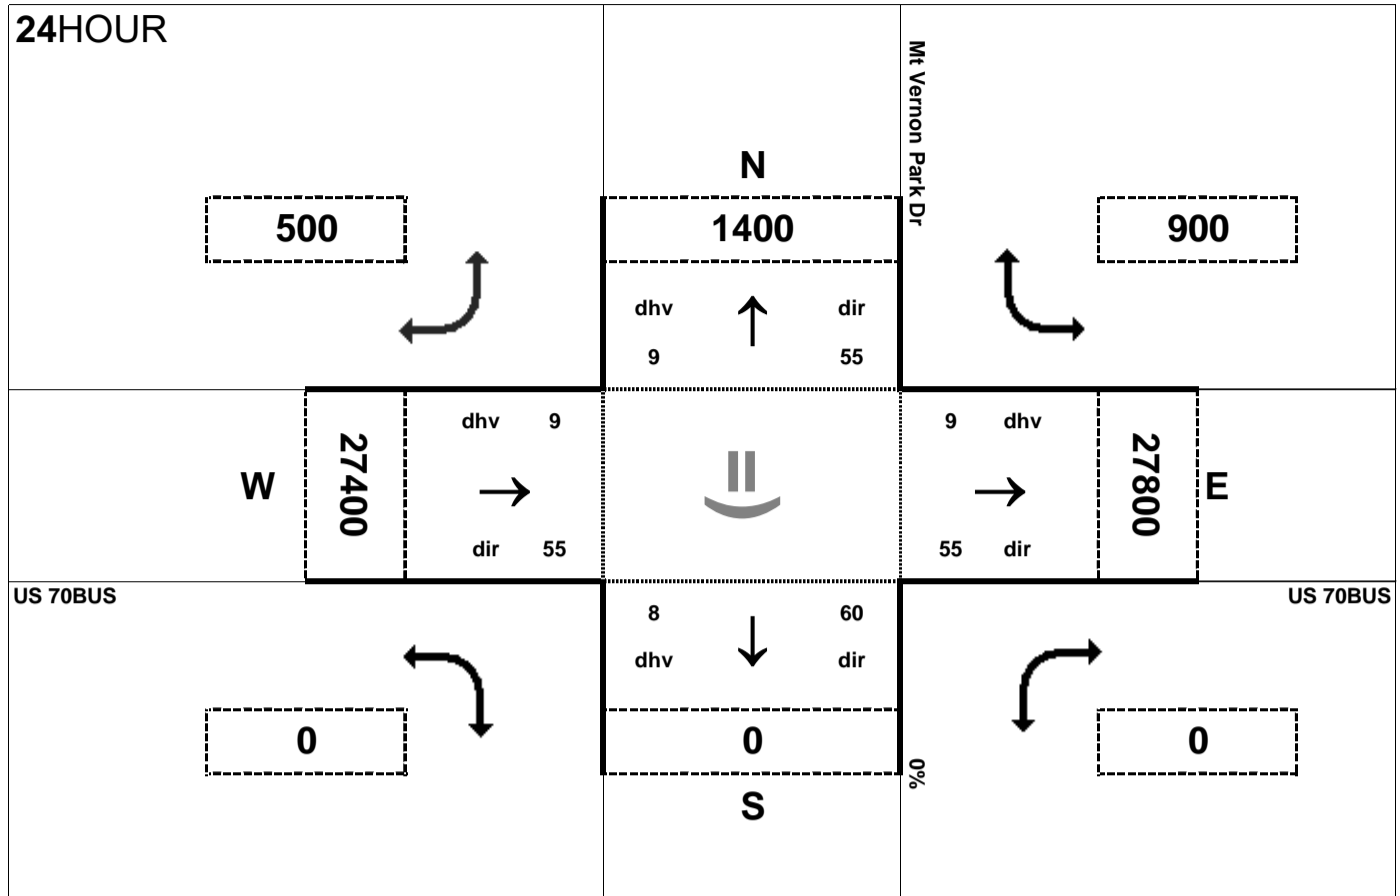 24HOUR
Mt Vernon Park Dr
N
500
1400
900
dhv
dir
9
55
dhv 9
9 dhv
W
27400
27800
E
dir 55
55 dir
US 70BUS
US 70BUS
8
60
dhv
dir
0
0
0
0%
S